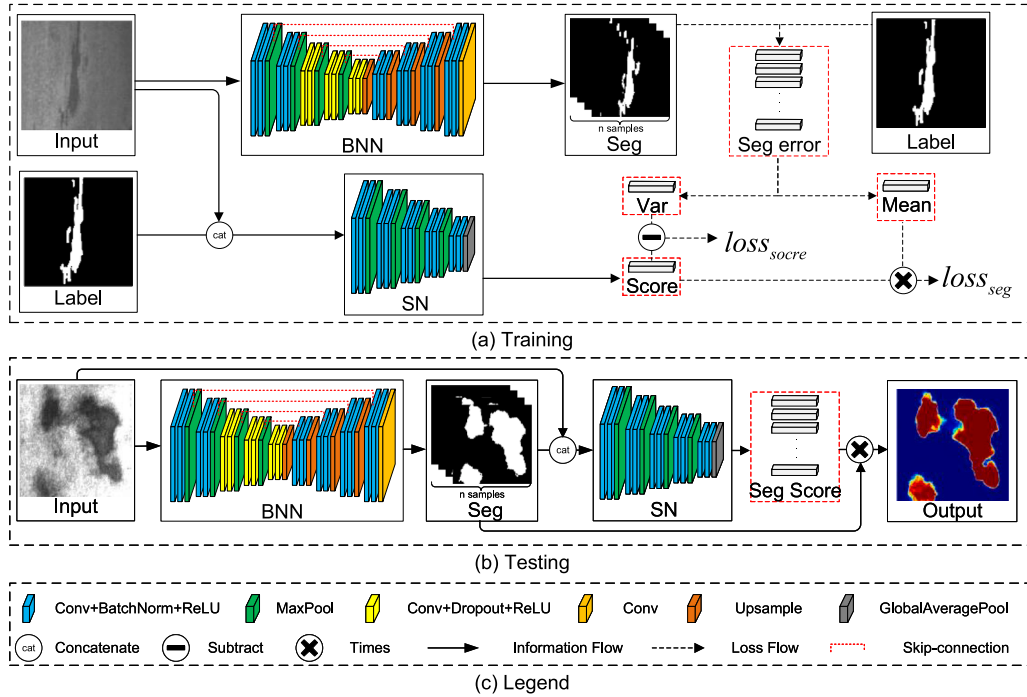 Input
BNN
n samples
Seg
Seg error
Label
Label
cat
SN
Var
Mean
loss_socre
Score
loss_seg
(a) Training
Input
BNN
n samples
Seg
cat
SN
Seg Score
Output
(b) Testing
Conv+BatchNorm+ReLU MaxPool Conv+Dropout+ReLU Conv Upsample GlobalAveragePool
cat Concatenate Subtract Times Information Flow Loss Flow Skip-connection
(c) Legend